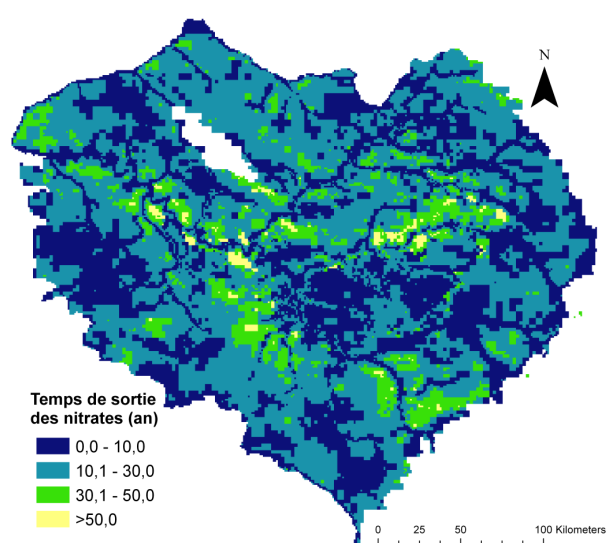 N
Temps de sortie
des nitrates (an)
0,0 - 10,0
10,1 - 30,0
30,1 - 50,0
>50,0
0 25 50 100 Kilometers